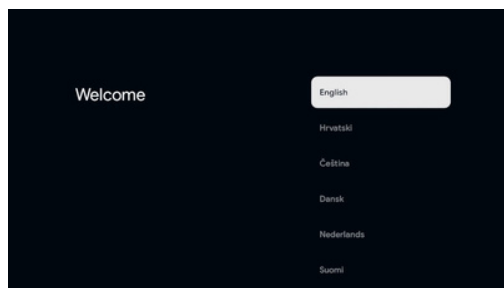 Welcome
English
Hrvatski
Čeština
Dansk
Nederlands
Suomi